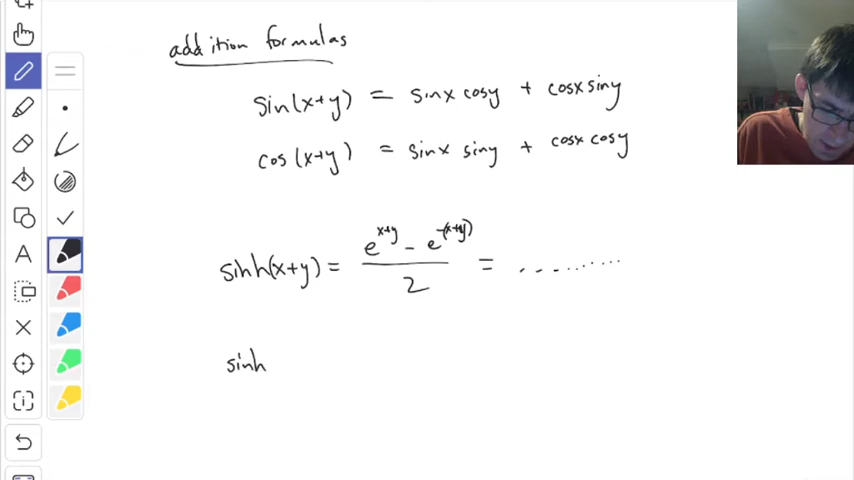 addition formulas
sin(x+y) = sinx cosy + cosx siny
cos(x+y) = sinx siny + cosx cosy
sinh(x+y) = e^{x+y} - e^{-(x+y)} / 2 = ..........
sinh
A